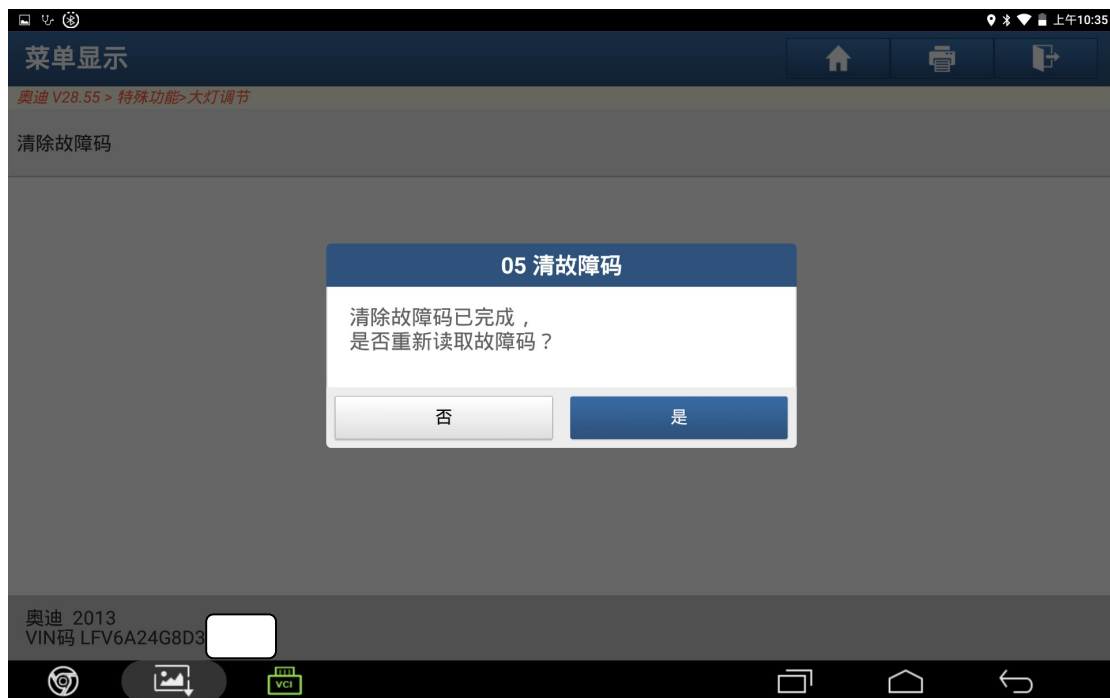 上午10:35
菜单显示
奥迪 V28.55 > 特殊功能>大灯调节
清除故障码
05 清故障码
清除故障码已完成，
是否重新读取故障码？
否
是
奥迪 2013
VIN码 LFV6A24G8D3
VCI